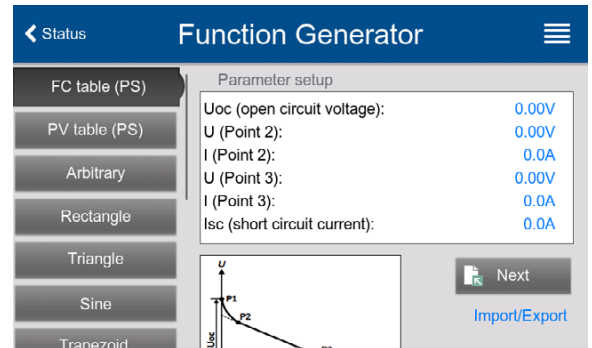 Status
Function Generator
FC table (PS)
PV table (PS)
Arbitrary
Rectangle
Triangle
Sine
Trapezoid
Parameter setup
Uoc (open circuit voltage): 0.00V
U (Point 2): 0.00V
I (Point 2): 0.0A
U (Point 3): 0.00V
I (Point 3): 0.0A
Isc (short circuit current): 0.0A
U
P1
P2
Uoc
Next
Import/Export